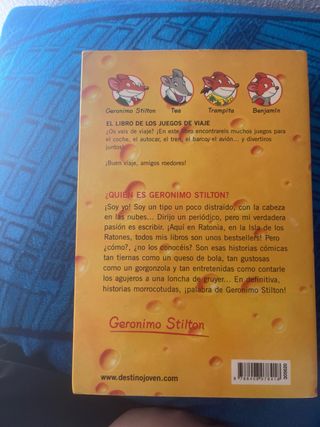 Geronimo Stilton
Tea
Trampita
Benjamín
EL LIBRO DE LOS JUEGOS DE VIAJE
¿Os vais de viaje? ¡En este libro encontraréis muchos juegos para
el coche, el autocar, el tren, el barco y el avión... y divertiros
juntos!
¡Buen viaje, amigos roedores!
¿QUIÉN ES GERONIMO STILTON?
¡Soy yo! Soy un tipo un poco distraído, con la cabeza
en las nubes... Dirijo un periódico, pero mi verdadera
pasión es escribir. ¡Aquí en Ratonia, en la Isla de los
Ratones, todos mis libros son unos bestsellers! Pero
¿cómo?, ¿no los conocéis? Son esas historias cómicas
tan tiernas como un queso de bola, tan gustosas
como un gorgonzola y tan entretenidas como contarle
los agujeros a una loncha de gruyer... En definitiva,
historias morrocotudas, ¡palabra de Geronimo Stilton!
Geronimo Stilton
www.destinojoven.com